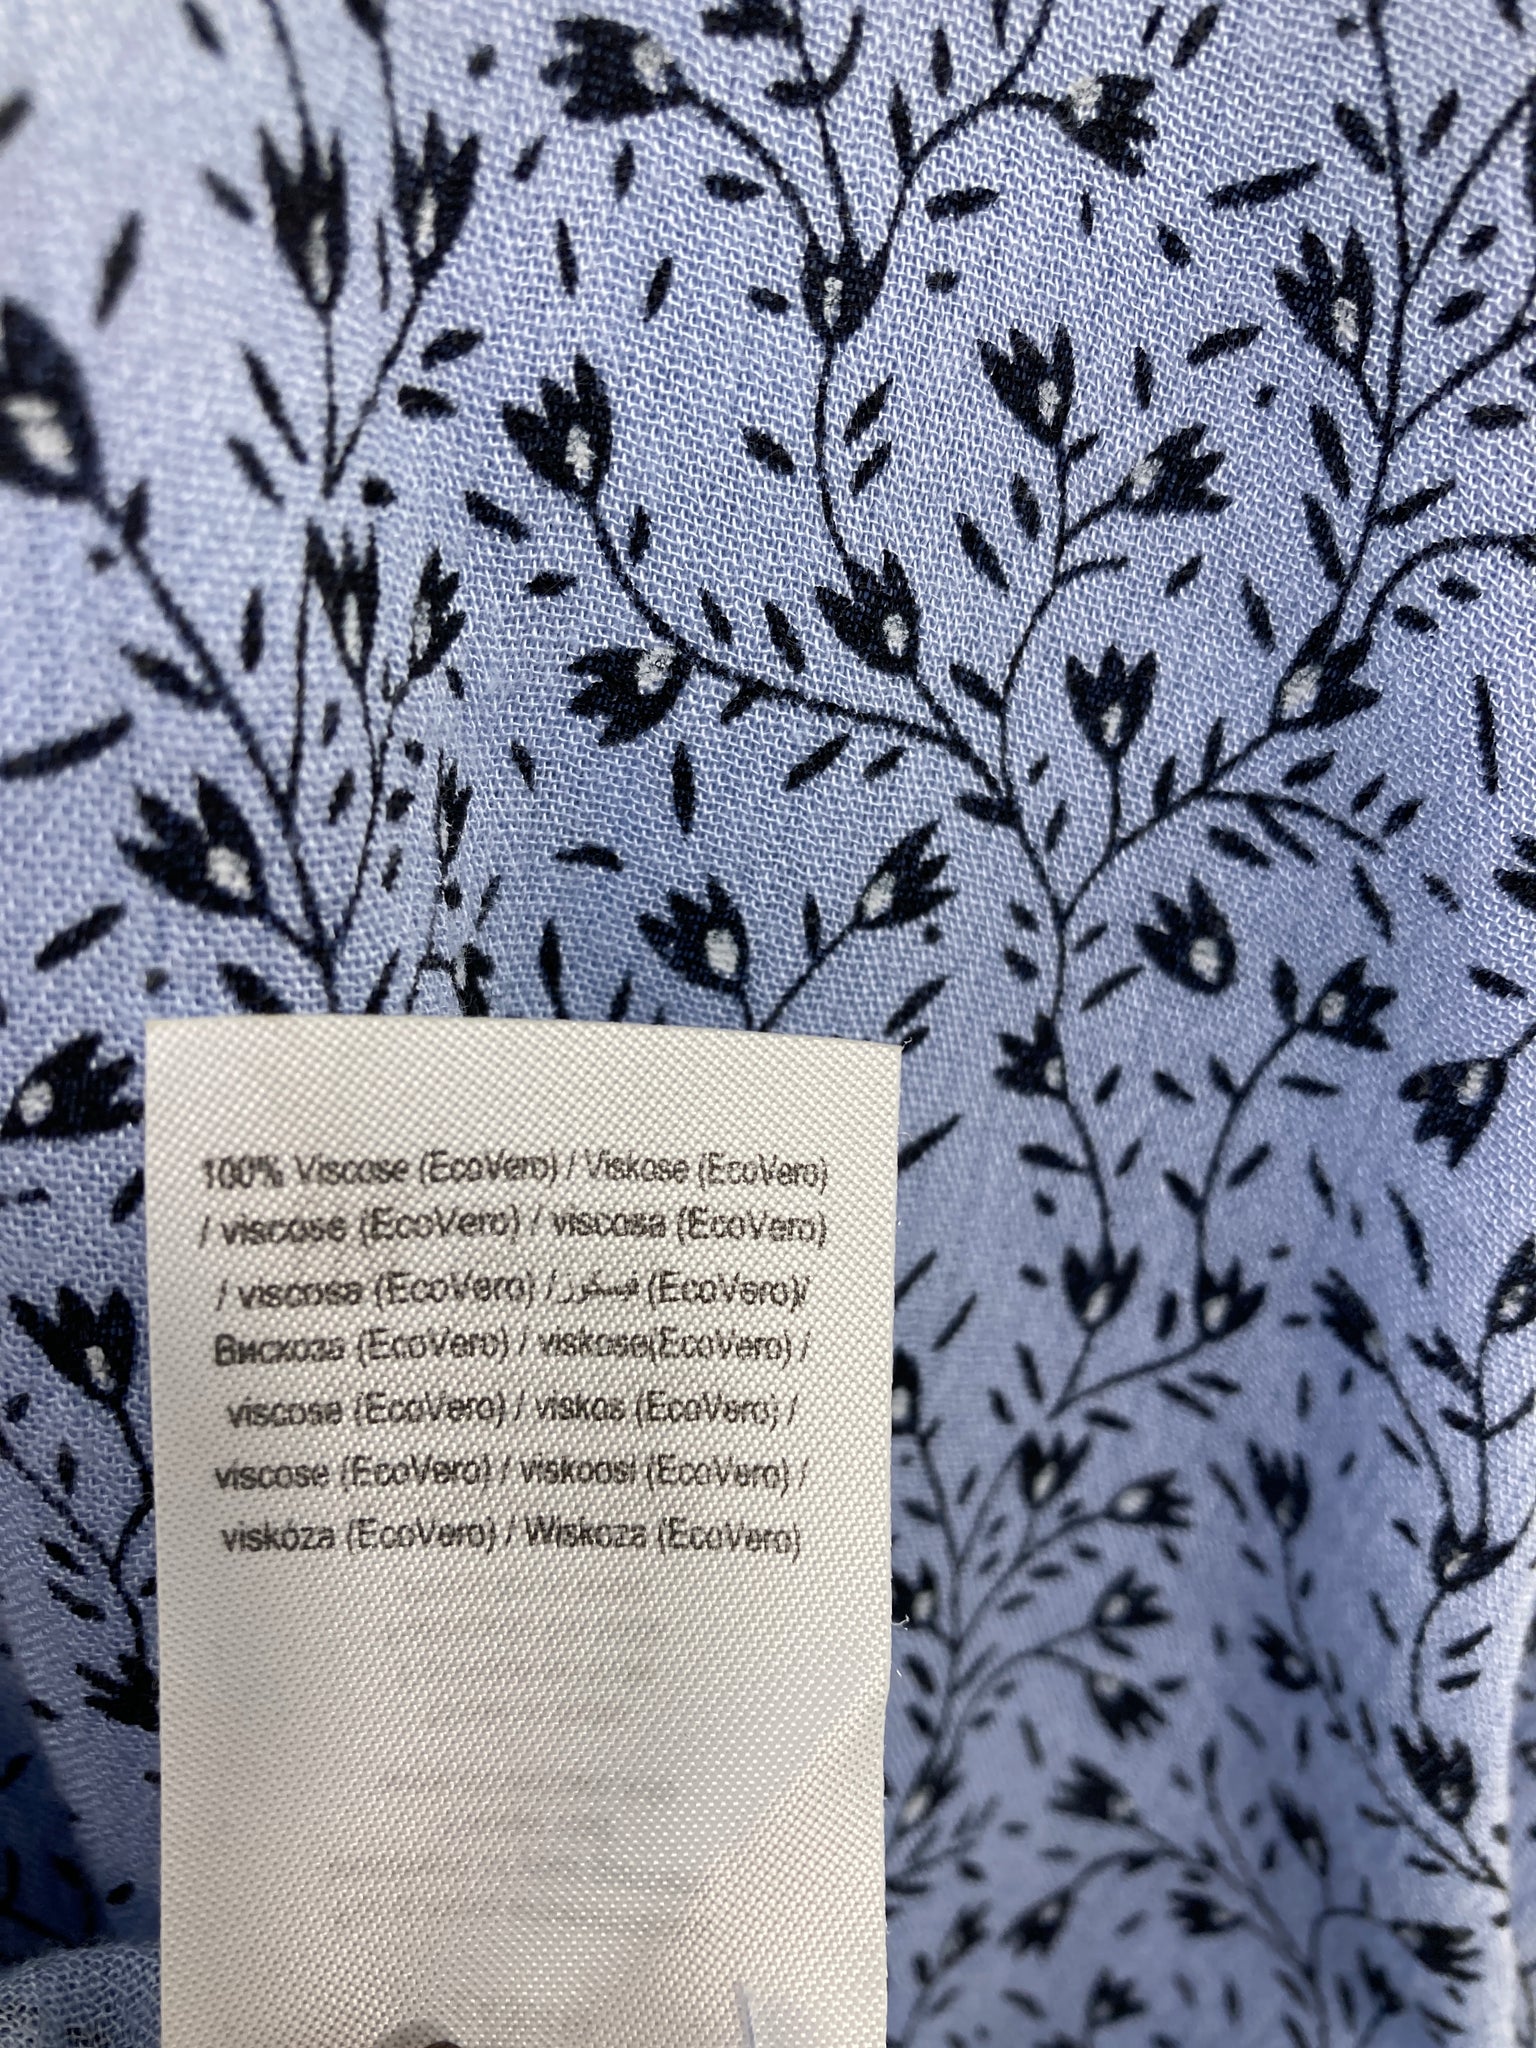 100% Viscose (EcoVero) / Viskose (EcoVero)
/ viscose (EcoVero) / viscosa (EcoVero)
/ viscosa (EcoVero) / فسكوز (EcoVero)/
Вискоза (EcoVero) / viskose(EcoVero) /
viscose (EcoVero) / viskos (EcoVero) /
viscose (EcoVero) / viskoosi (EcoVero) /
viskóza (EcoVero) / Wiskoza (EcoVero)